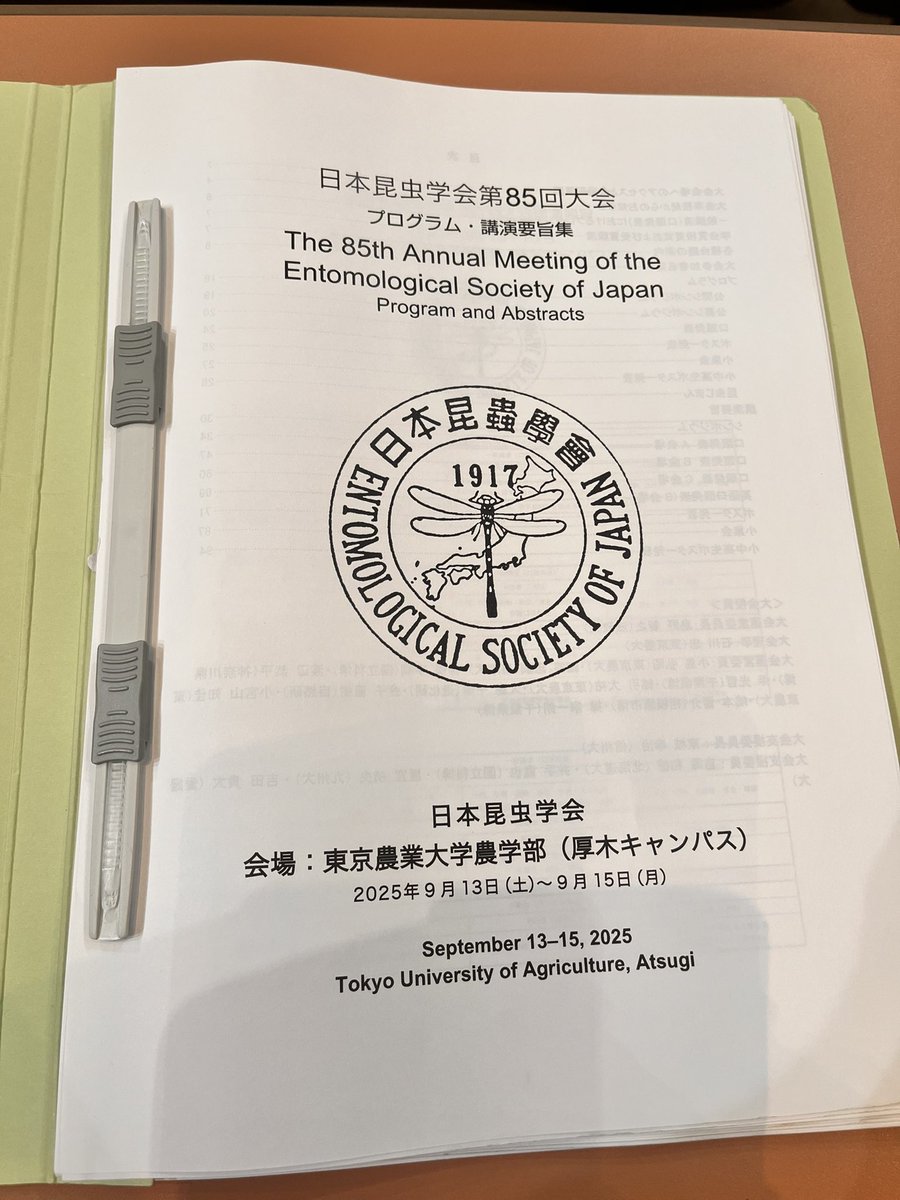 日本昆虫学会第85回大会
プログラム・講演要旨集
The 85th Annual Meeting of the
Entomological Society of Japan
Program and Abstracts
日本昆蟲學會
1917
ENTOMOLOGICAL SOCIETY OF JAPAN
日本昆虫学会
会場：東京農業大学農学部（厚木キャンパス）
2025年9月13日（土）～9月15日（月）
September 13–15, 2025
Tokyo University of Agriculture, Atsugi